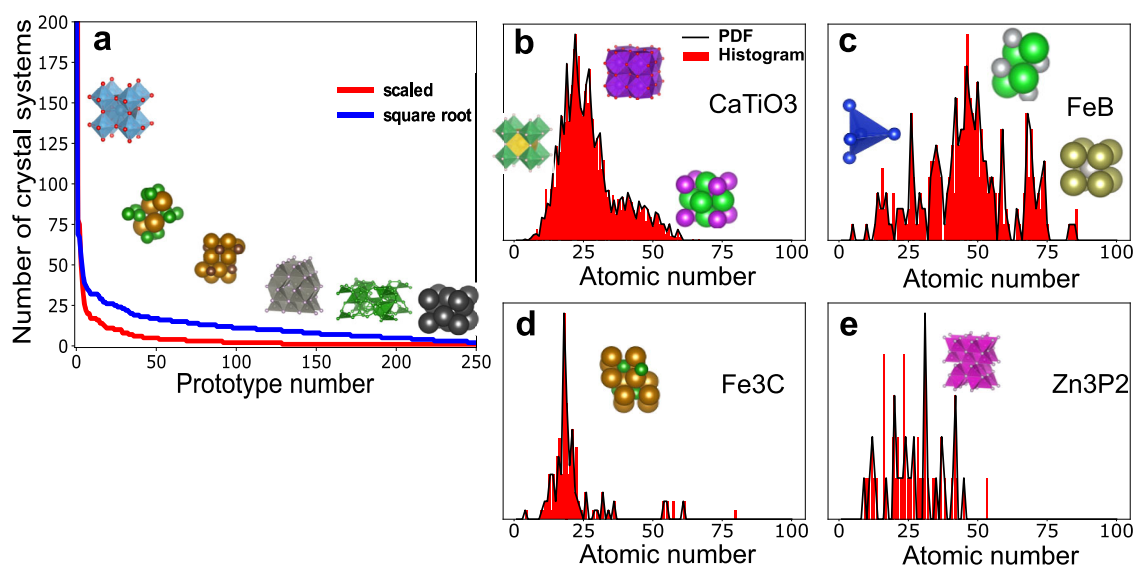 a
Number of crystal systems
200
175
150
125
100
75
50
25
0
scaled
square root
0
50
100
150
200
250
Prototype number
b
PDF
Histogram
CaTiO3
0
25
50
75
100
Atomic number
c
FeB
0
25
50
75
100
Atomic number
d
Fe3C
0
25
50
75
100
Atomic number
e
Zn3P2
0
25
50
75
100
Atomic number